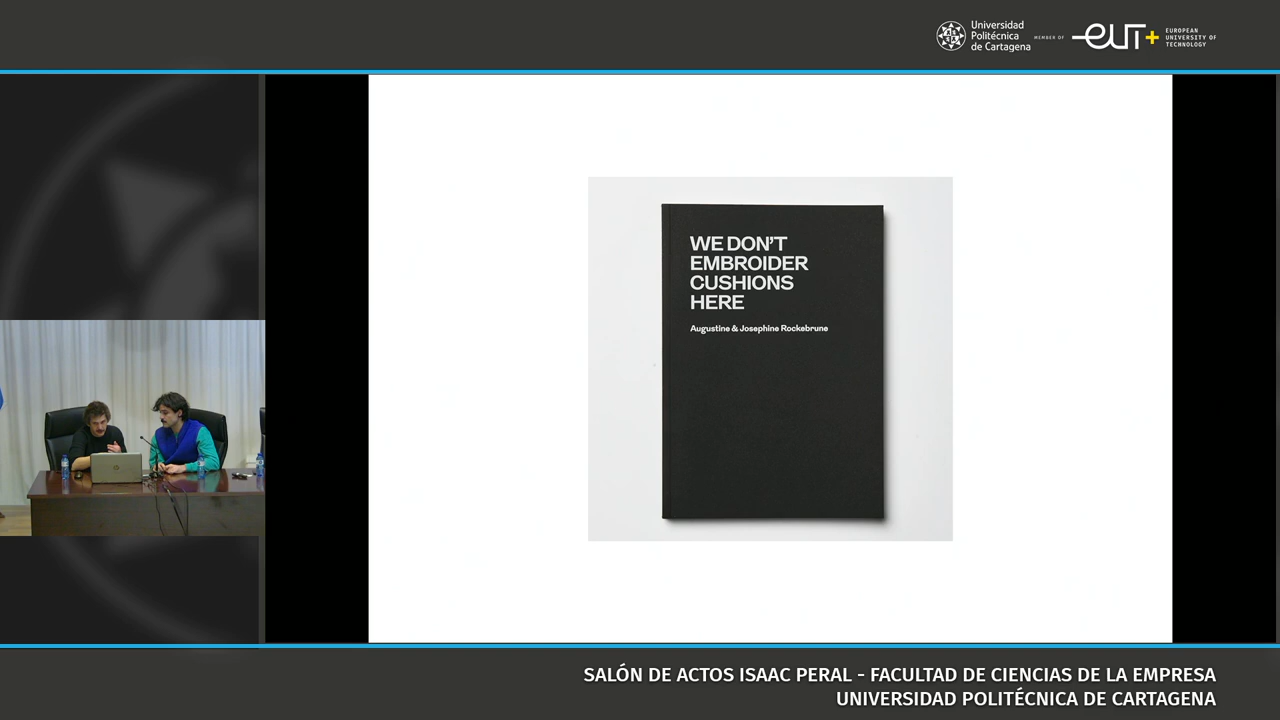 Universidad
Politécnica
de Cartagena
MEMBER OF
EUT+
EUROPEAN
UNIVERSITY OF
TECHNOLOGY
WE DON'T
EMBROIDER
CUSHIONS
HERE
Augustine & Josephine Rockebrune
SALÓN DE ACTOS ISAAC PERAL - FACULTAD DE CIENCIAS DE LA EMPRESA
UNIVERSIDAD POLITÉCNICA DE CARTAGENA